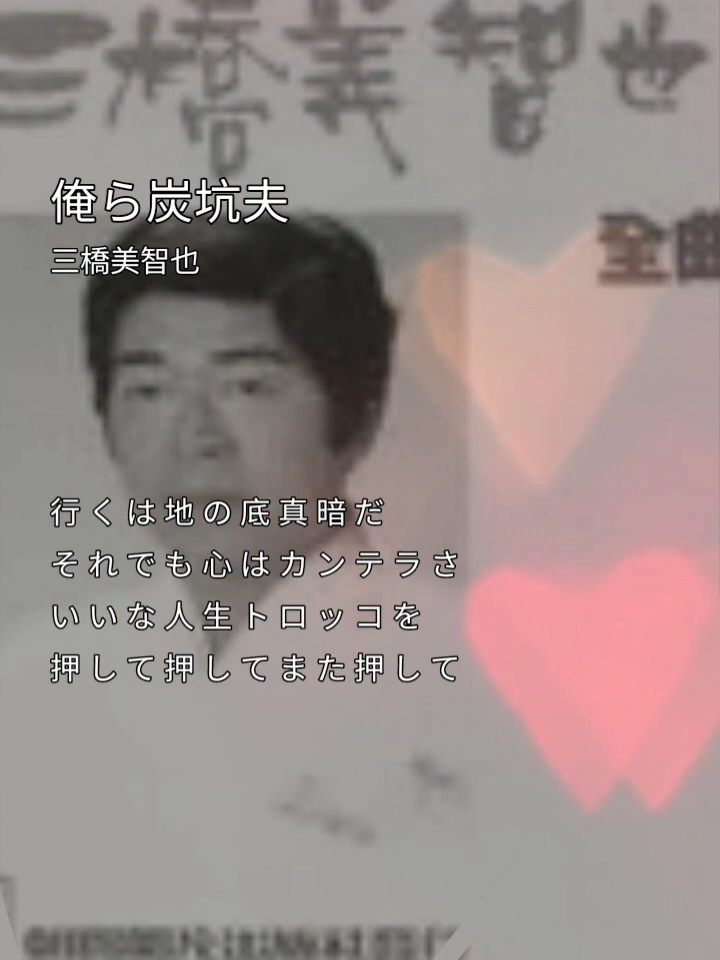 三橋美智也
俺ら炭坑夫
三橋美智也
全曲
行くは地の底真暗だ
それでも心はカンテラさ
いいな人生トロッコを
押して押してまた押して